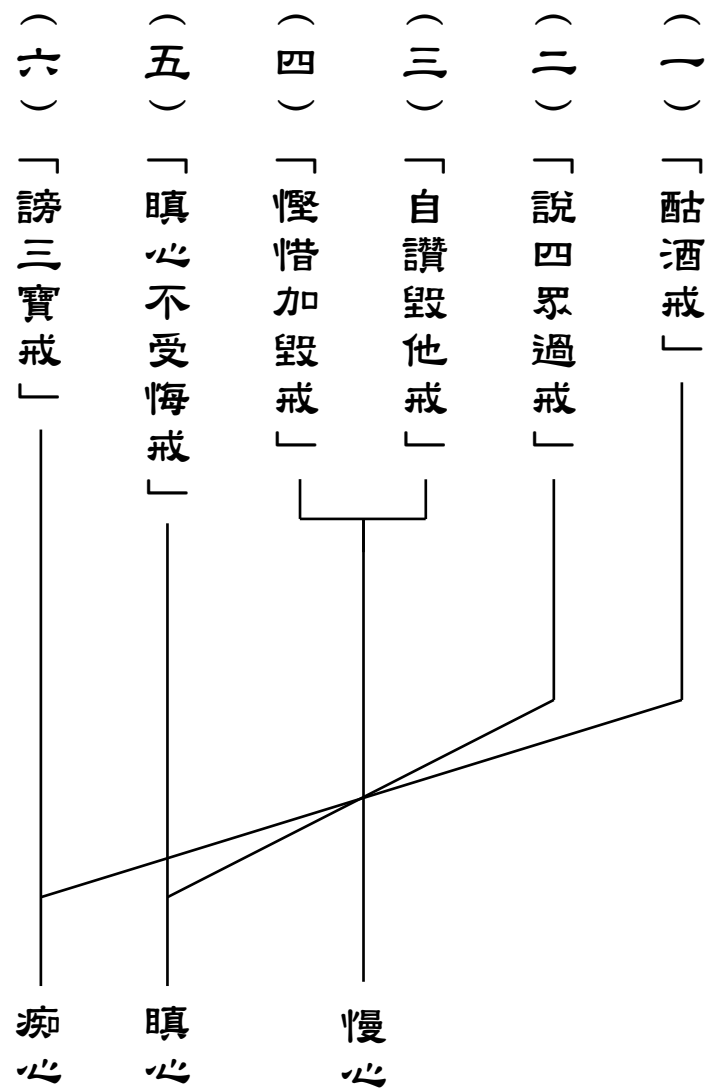 （一）「酤酒戒」
（二）「說四眾過戒」
（三）「自讚毀他戒」
（四）「慳惜加毀戒」
（五）「瞋心不受悔戒」
（六）「謗三寶戒」
慢心
瞋心
痴心